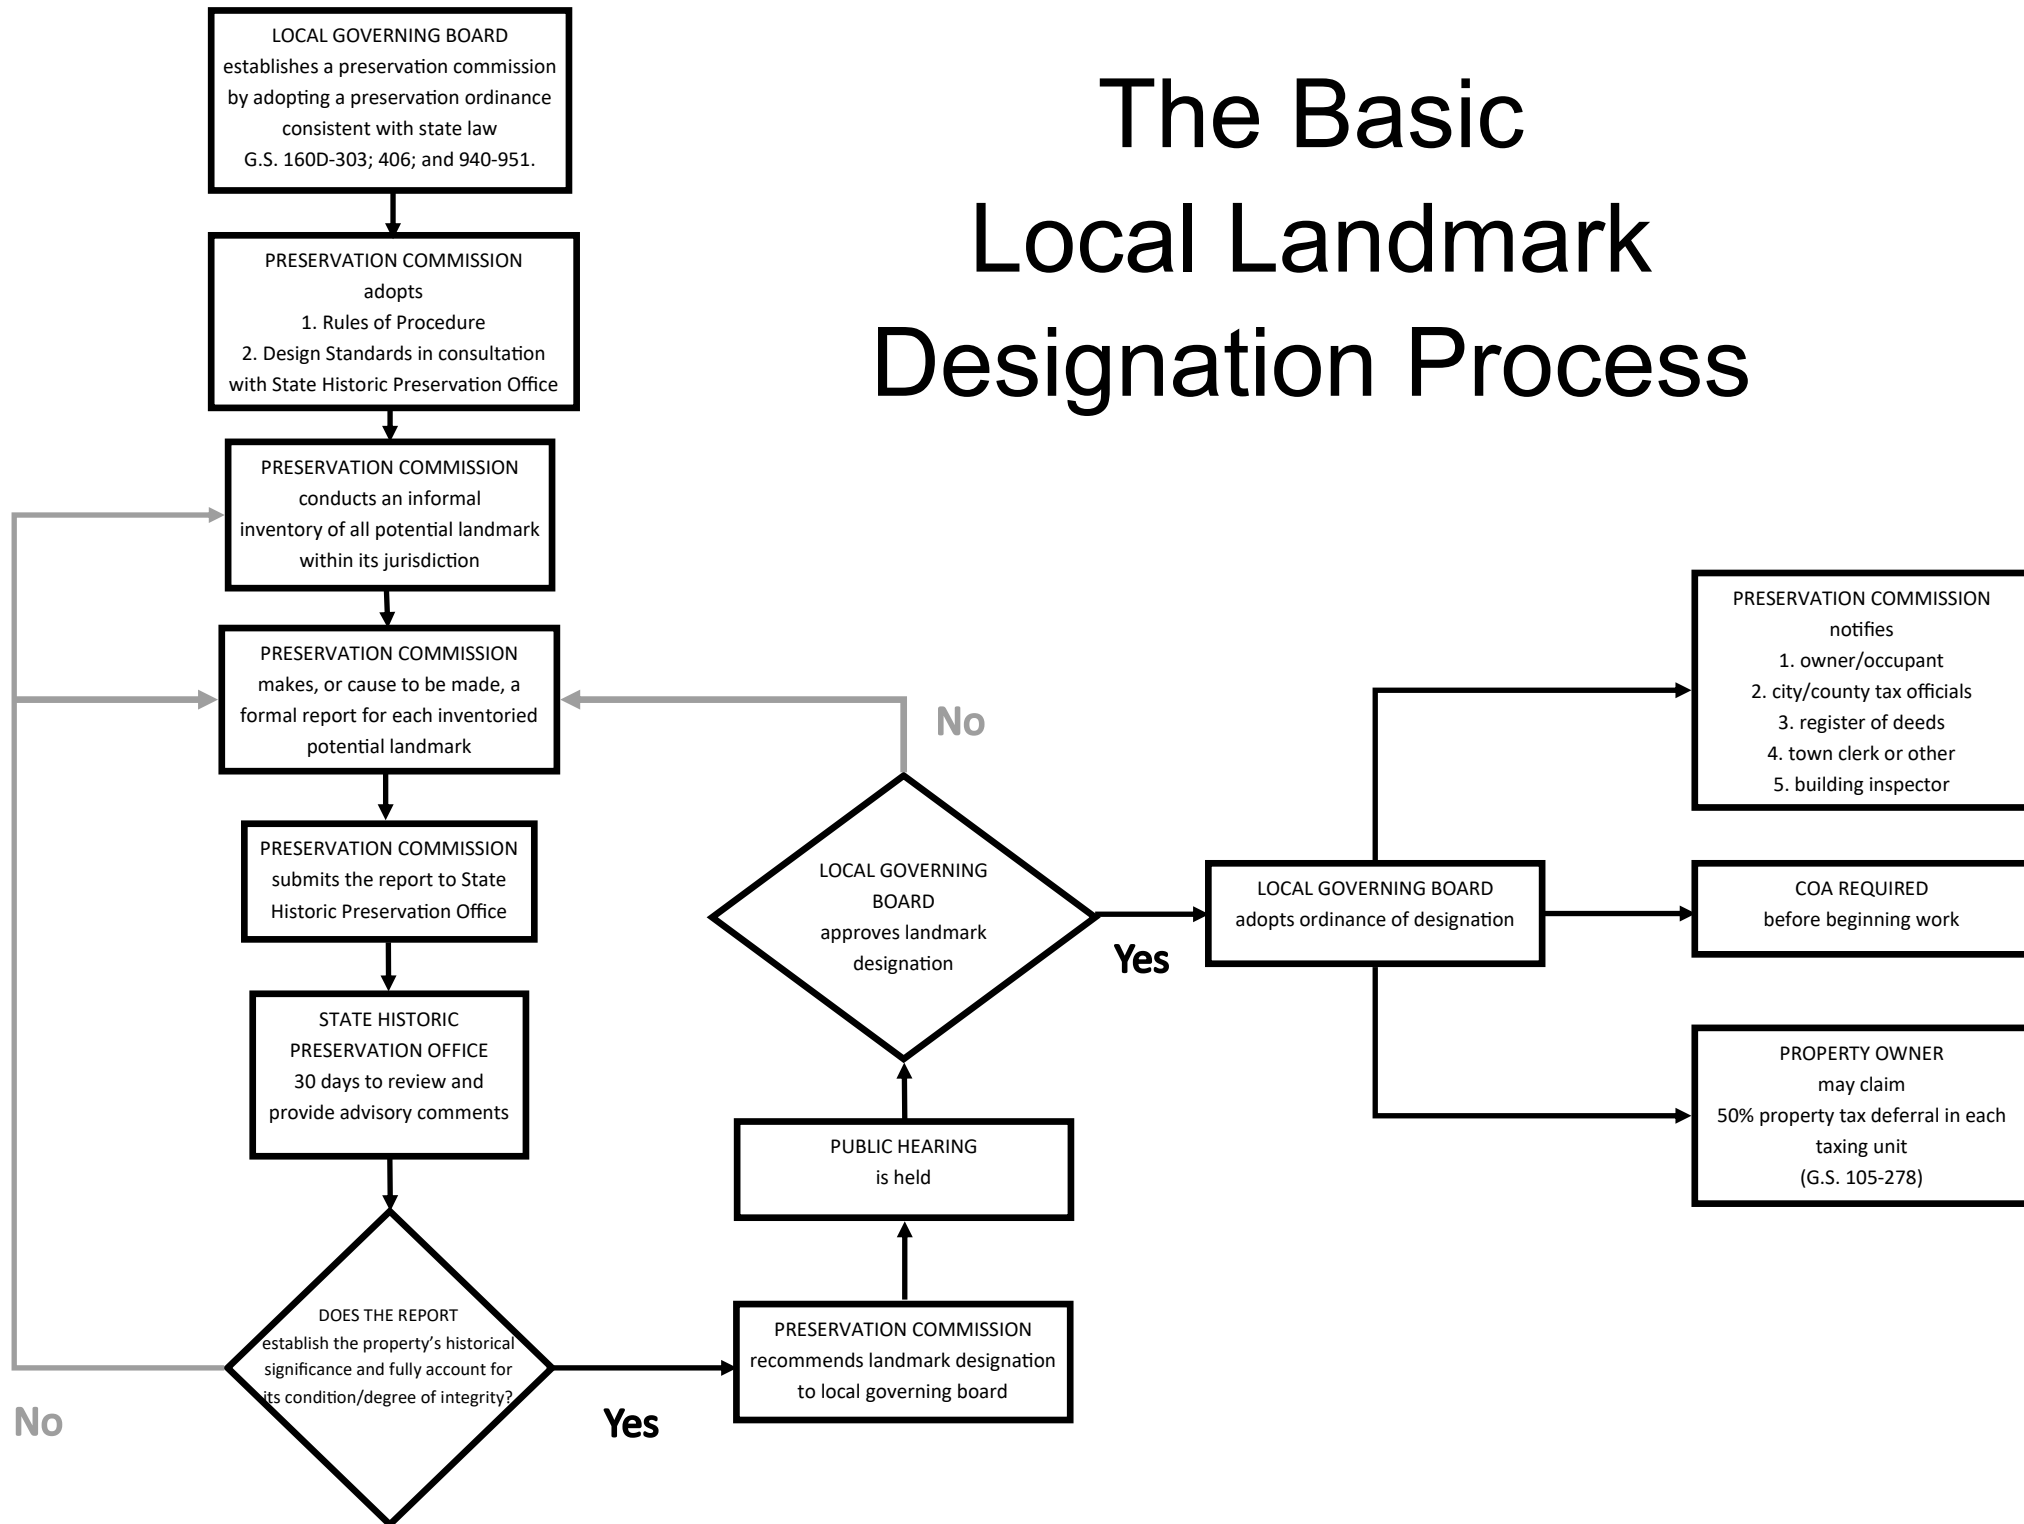 The Basic
Local Landmark
Designation Process
LOCAL GOVERNING BOARD
establishes a preservation commission
by adopting a preservation ordinance
consistent with state law
G.S. 160D-303; 406; and 940-951.
PRESERVATION COMMISSION
adopts
1. Rules of Procedure
2. Design Standards in consultation
with State Historic Preservation Office
PRESERVATION COMMISSION
conducts an informal
inventory of all potential landmark
within its jurisdiction
PRESERVATION COMMISSION
makes, or cause to be made, a
formal report for each inventoried
potential landmark
PRESERVATION COMMISSION
submits the report to State
Historic Preservation Office
STATE HISTORIC
PRESERVATION OFFICE
30 days to review and
provide advisory comments
DOES THE REPORT
establish the property’s historical
significance and fully account for
its condition/degree of integrity?
No
Yes
PRESERVATION COMMISSION
recommends landmark designation
to local governing board
PUBLIC HEARING
is held
LOCAL GOVERNING
BOARD
approves landmark
designation
No
Yes
LOCAL GOVERNING BOARD
adopts ordinance of designation
PRESERVATION COMMISSION
notifies
1. owner/occupant
2. city/county tax officials
3. register of deeds
4. town clerk or other
5. building inspector
COA REQUIRED
before beginning work
PROPERTY OWNER
may claim
50% property tax deferral in each
taxing unit
(G.S. 105-278)